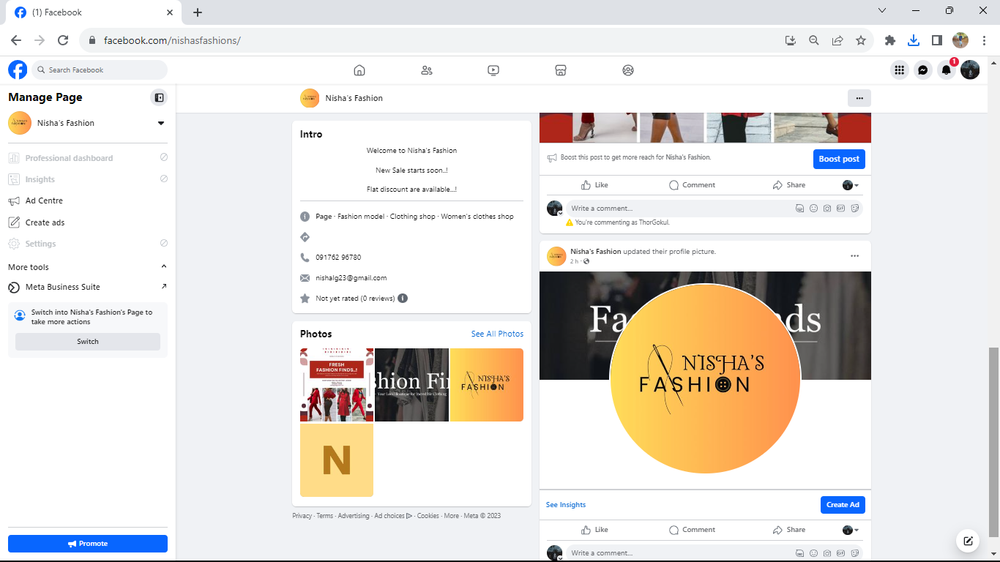 (1) Facebook
facebook.com/nishasfashions/
Search Facebook
1
Manage Page
Nisha's Fashion
Professional dashboard
Insights
Ad Centre
Create ads
Settings
More tools
Meta Business Suite
Switch into Nisha's Fashion's Page to
take more actions
Switch
Promote
Nisha's Fashion
Intro
Welcome to Nisha's Fashion
New Sale starts soon..!
Flat discount are available...!
Page · Fashion model · Clothing shop · Women's clothes shop
091762 96780
nishalg23@gmail.com
Not yet rated (0 reviews)
Photos
See All Photos
FRESH
FASHION FINDS..!
shion Fin
Your Local Boutique for Incredible Clothing
NISHA'S
FASHION
N
Privacy · Terms · Advertising · Ad choices · Cookies · More · Meta © 2023
Boost this post to get more reach for Nisha's Fashion.
Boost post
Like
Comment
Share
Write a comment...
GIF
You're commenting as ThorGokul.
Nisha's Fashion updated their profile picture.
2 h ·
Fa
nds
NISHA'S
FASHION
See Insights
Create Ad
Like
Comment
Share
Write a comment...
GIF